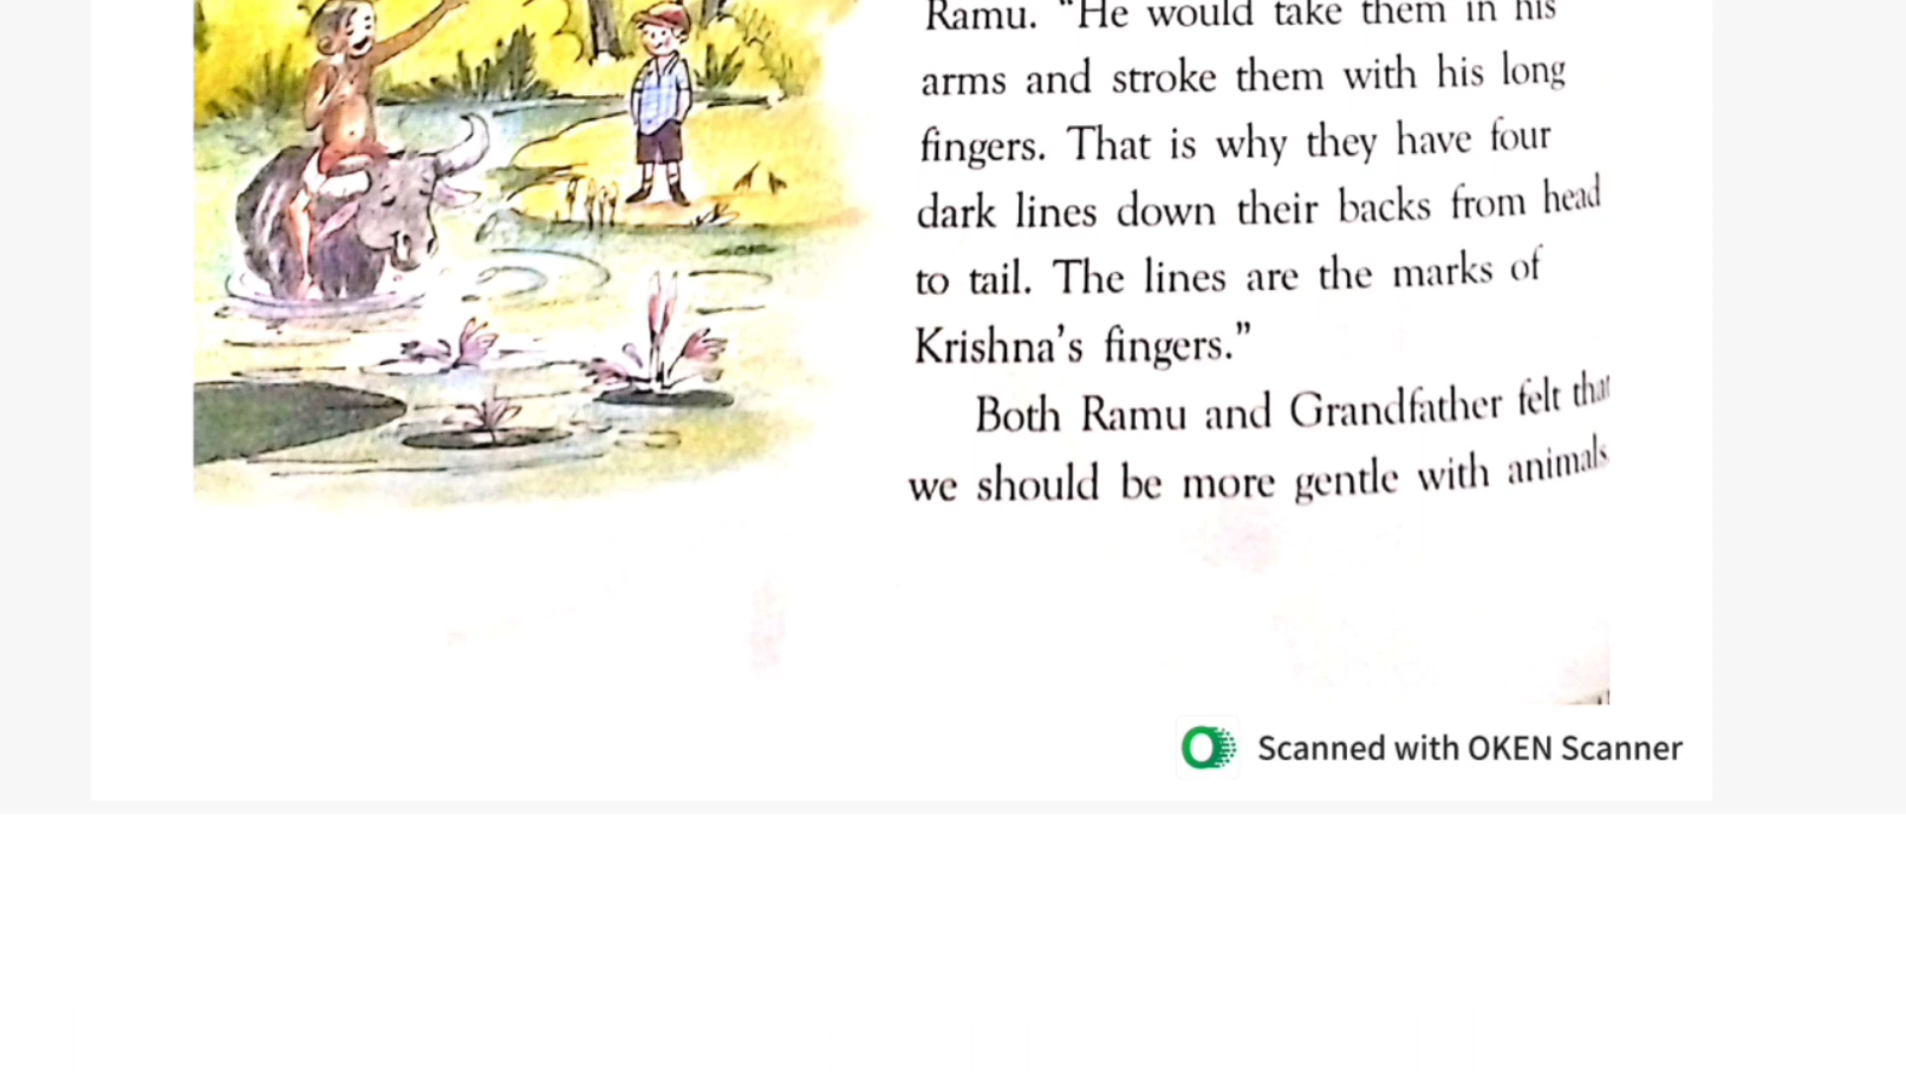 Ramu. “He would take them in his
arms and stroke them with his long
fingers. That is why they have four
dark lines down their backs from head
to tail. The lines are the marks of
Krishna’s fingers.”
Both Ramu and Grandfather felt that
we should be more gentle with animals
Scanned with OKEN Scanner